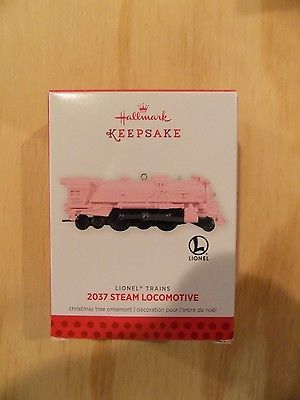 Hallmark
KEEPSAKE
L
LIONEL
LIONEL® TRAINS
2037 STEAM LOCOMOTIVE
christmas tree ornament | décoration pour l'arbre de noël